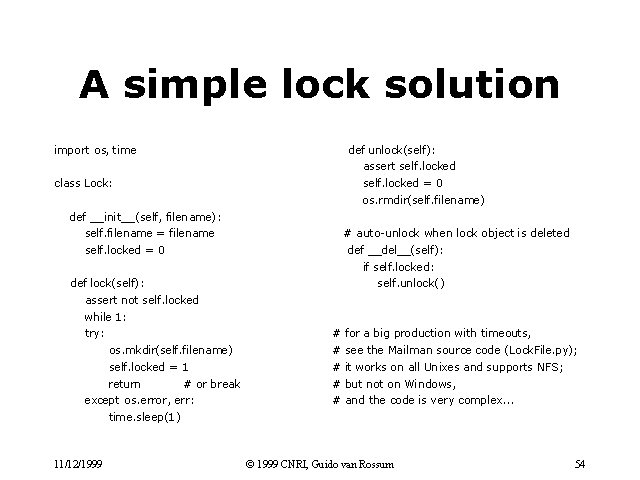 A simple lock solution
import os, time
class Lock:
def __init__(self, filename):
self.filename = filename
self.locked = 0
def lock(self):
assert not self.locked
while 1:
try:
os.mkdir(self.filename)
self.locked = 1
return # or break
except os.error, err:
time.sleep(1)
def unlock(self):
assert self.locked
self.locked = 0
os.rmdir(self.filename)
# auto-unlock when lock object is deleted
def __del__(self):
if self.locked:
self.unlock()
# for a big production with timeouts,
# see the Mailman source code (LockFile.py);
# it works on all Unixes and supports NFS;
# but not on Windows,
# and the code is very complex...
11/12/1999
© 1999 CNRI, Guido van Rossum
54